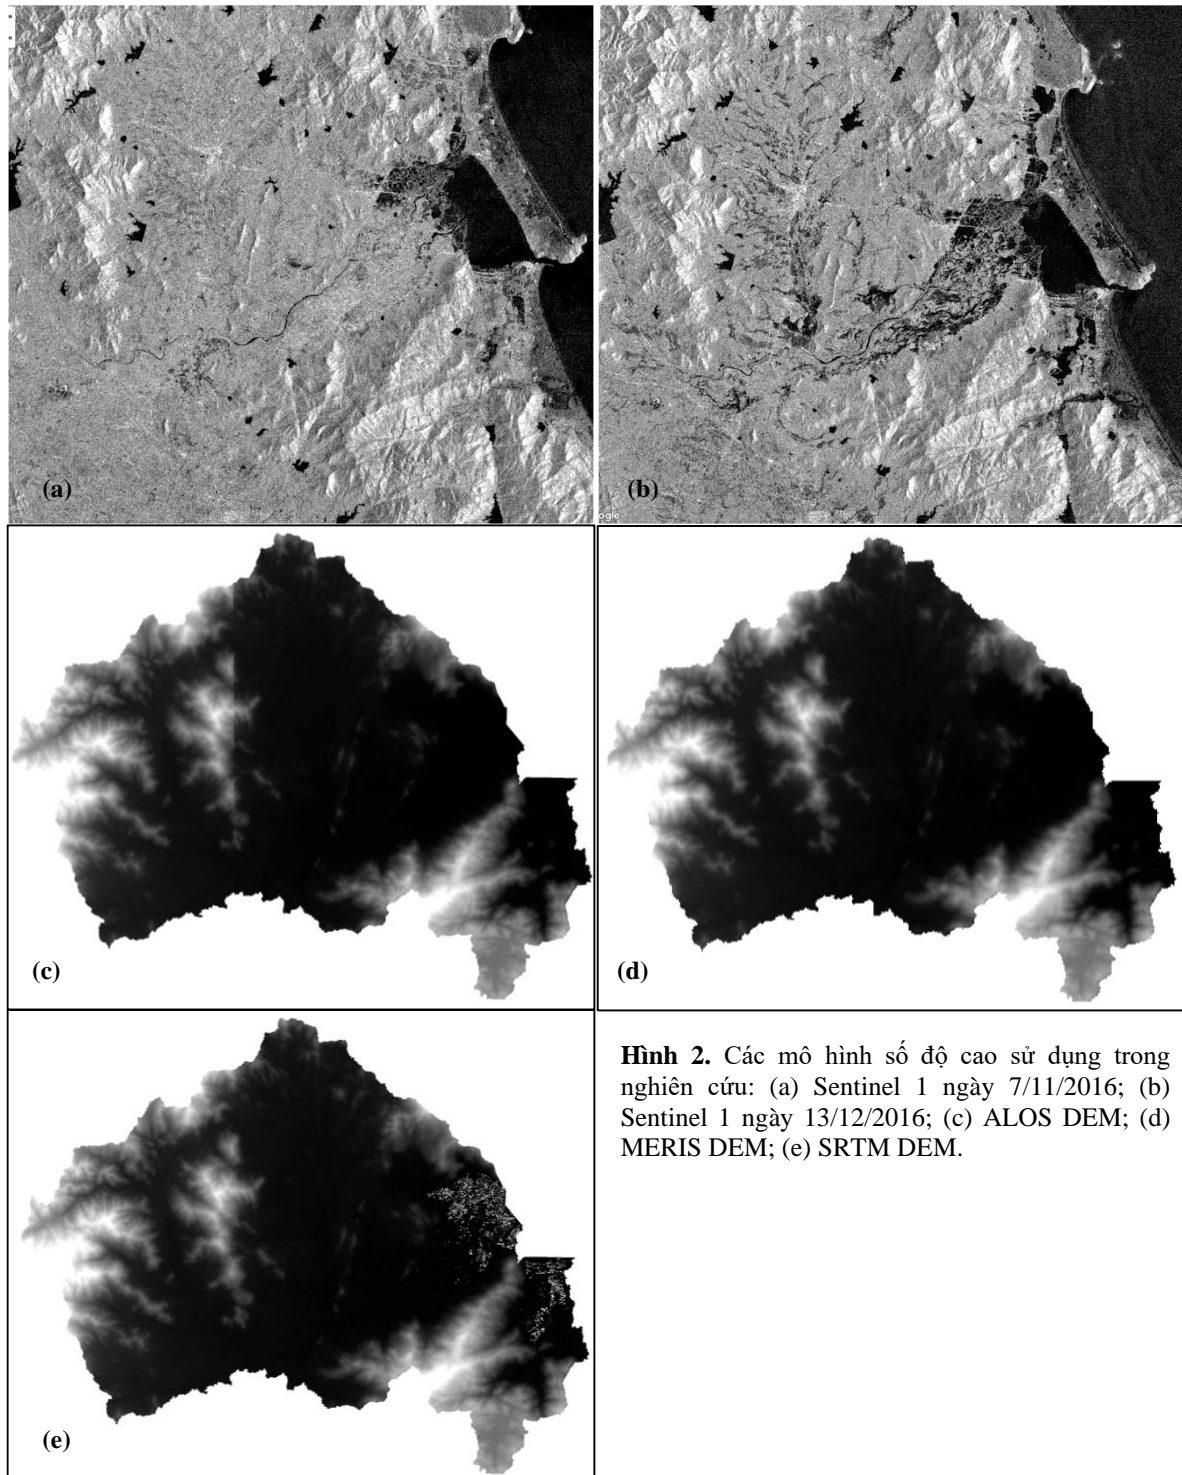 (a)
(b)
ogle
(c)
(d)
(e)
Hình 2. Các mô hình số độ cao sử dụng trong
nghiên cứu: (a) Sentinel 1 ngày 7/11/2016; (b)
Sentinel 1 ngày 13/12/2016; (c) ALOS DEM; (d)
MERIS DEM; (e) SRTM DEM.